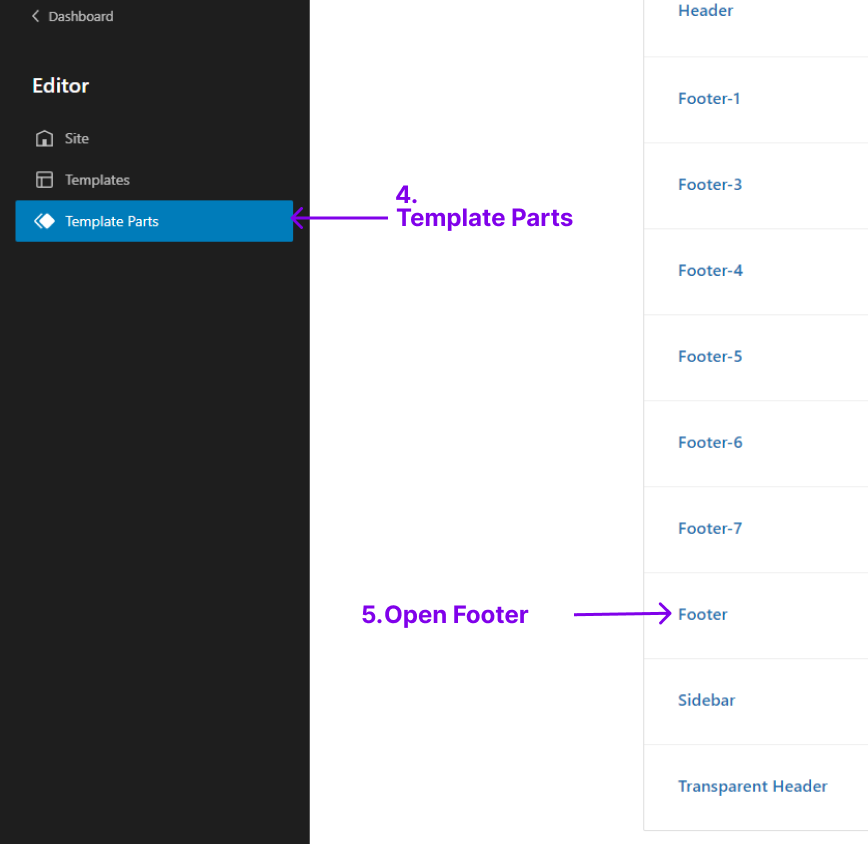 Dashboard
Editor
Site
Templates
Template Parts
4.
Template Parts
Header
Footer-1
Footer-3
Footer-4
Footer-5
Footer-6
Footer-7
5.Open Footer
Footer
Sidebar
Transparent Header